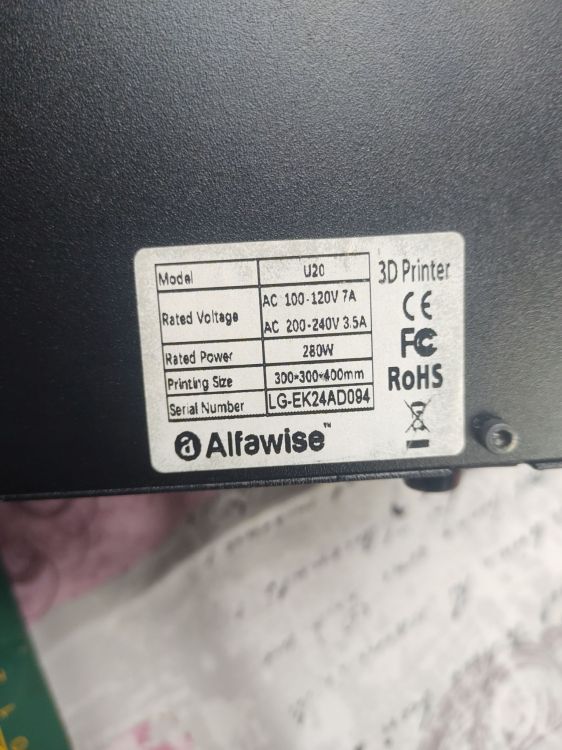 Model U20
3D Printer
Rated Voltage AC 100-120V 7A
AC 200-240V 3.5A
CE
FC
Rated Power 280W
Printing Size 300*300*400mm
RoHS
Serial Number LG-EK24AD094
a Alfawise™